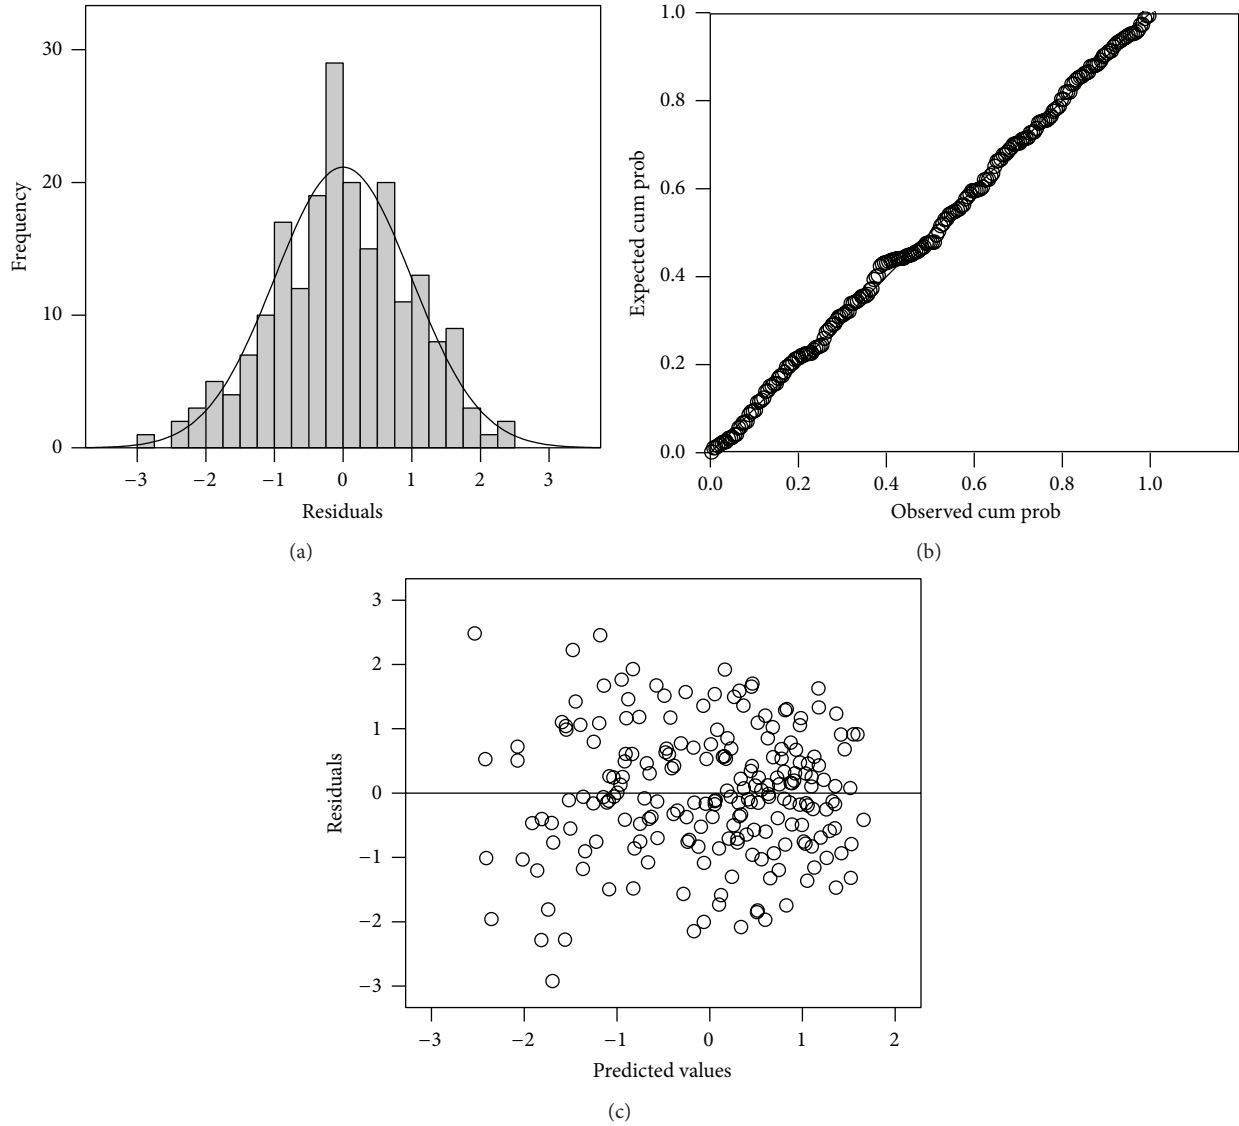 30
20
10
0
Frequency
−3 −2 −1 0 1 2 3
Residuals
(a)
1.0
0.8
0.6
0.4
0.2
0.0
Expected cum prob
0.0 0.2 0.4 0.6 0.8 1.0
Observed cum prob
(b)
3
2
1
0
−1
−2
−3
Residuals
−3 −2 −1 0 1 2
Predicted values
(c)